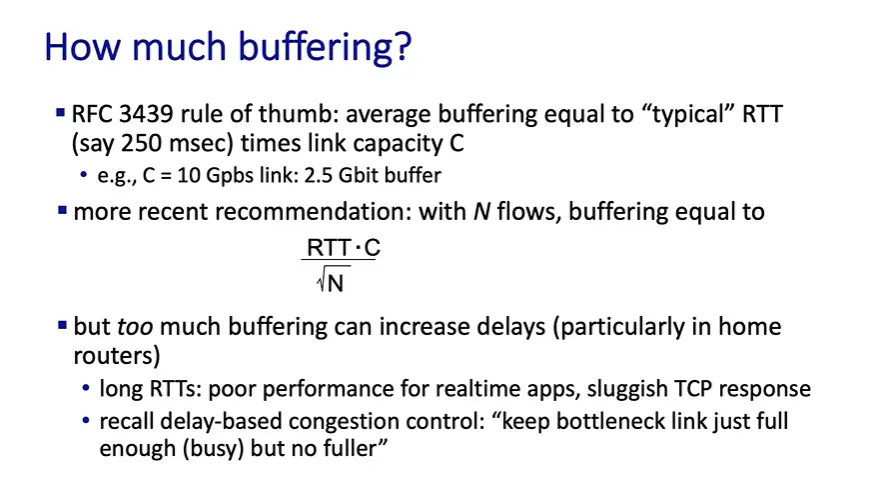 How much buffering?
▪ RFC 3439 rule of thumb: average buffering equal to “typical” RTT
(say 250 msec) times link capacity C
• e.g., C = 10 Gpbs link: 2.5 Gbit buffer
▪ more recent recommendation: with N flows, buffering equal to
RTT · C
√N
▪ but too much buffering can increase delays (particularly in home
routers)
• long RTTs: poor performance for realtime apps, sluggish TCP response
• recall delay-based congestion control: “keep bottleneck link just full
enough (busy) but no fuller”